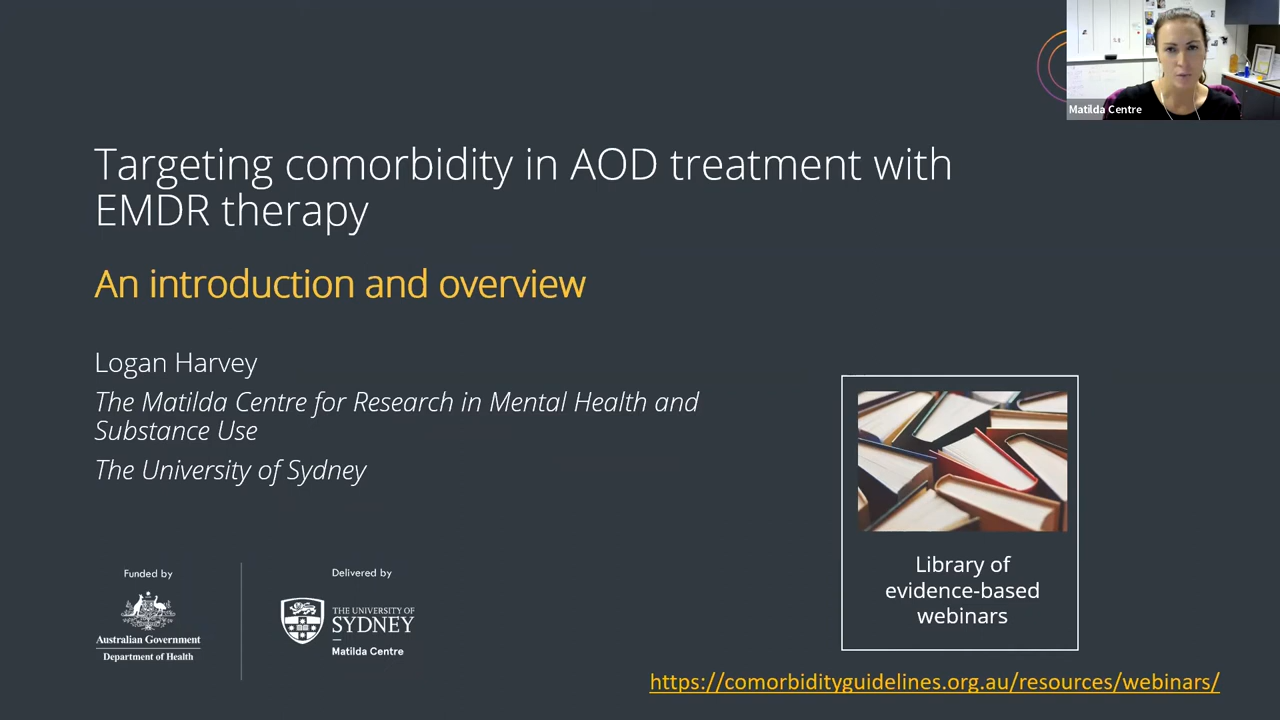 Matilda Centre
Targeting comorbidity in AOD treatment with
EMDR therapy
An introduction and overview
Logan Harvey
The Matilda Centre for Research in Mental Health and
Substance Use
The University of Sydney
Funded by
Australian Government
Department of Health
Delivered by
THE UNIVERSITY OF
SYDNEY
Matilda Centre
Library of
evidence-based
webinars
https://comorbidityguidelines.org.au/resources/webinars/